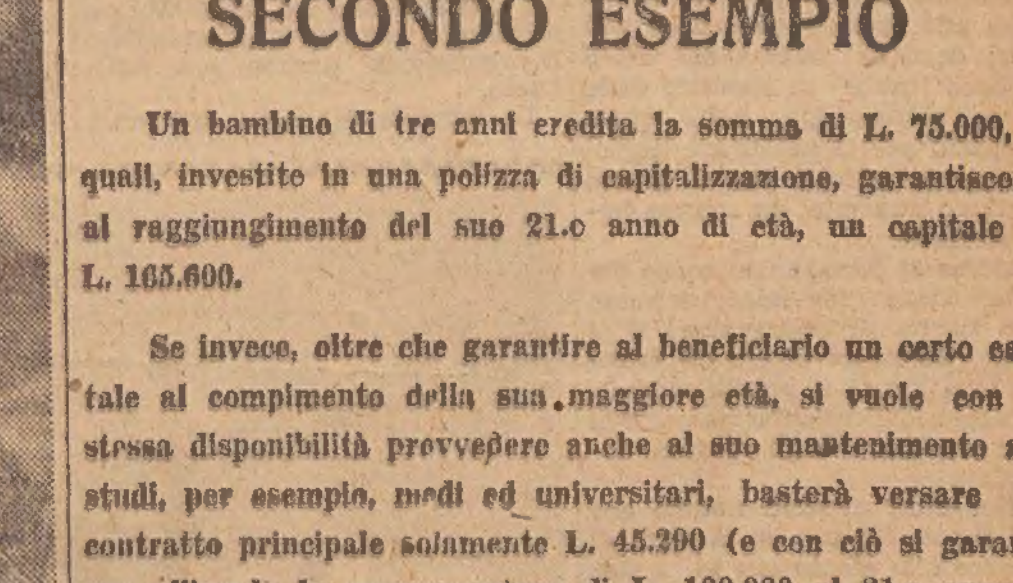 SECONDO ESEMPIO
Un bambino di tre anni eredita la somma di L. 75.000,
quali, investite in una polizza di capitalizzazione, garantisco
al raggiungimento del suo 21.o anno di età, un capitale
L. 165.600.
Se invece, oltre che garantire al beneficiario un certo ca
tale al compimento della sua maggiore età, si vuole con
stessa disponibilità provvedere anche al suo mantenimento a
studi, per esempio, medi ed universitari, basterà versare
contratto principale solamente L. 45.290 (e con ciò si garan